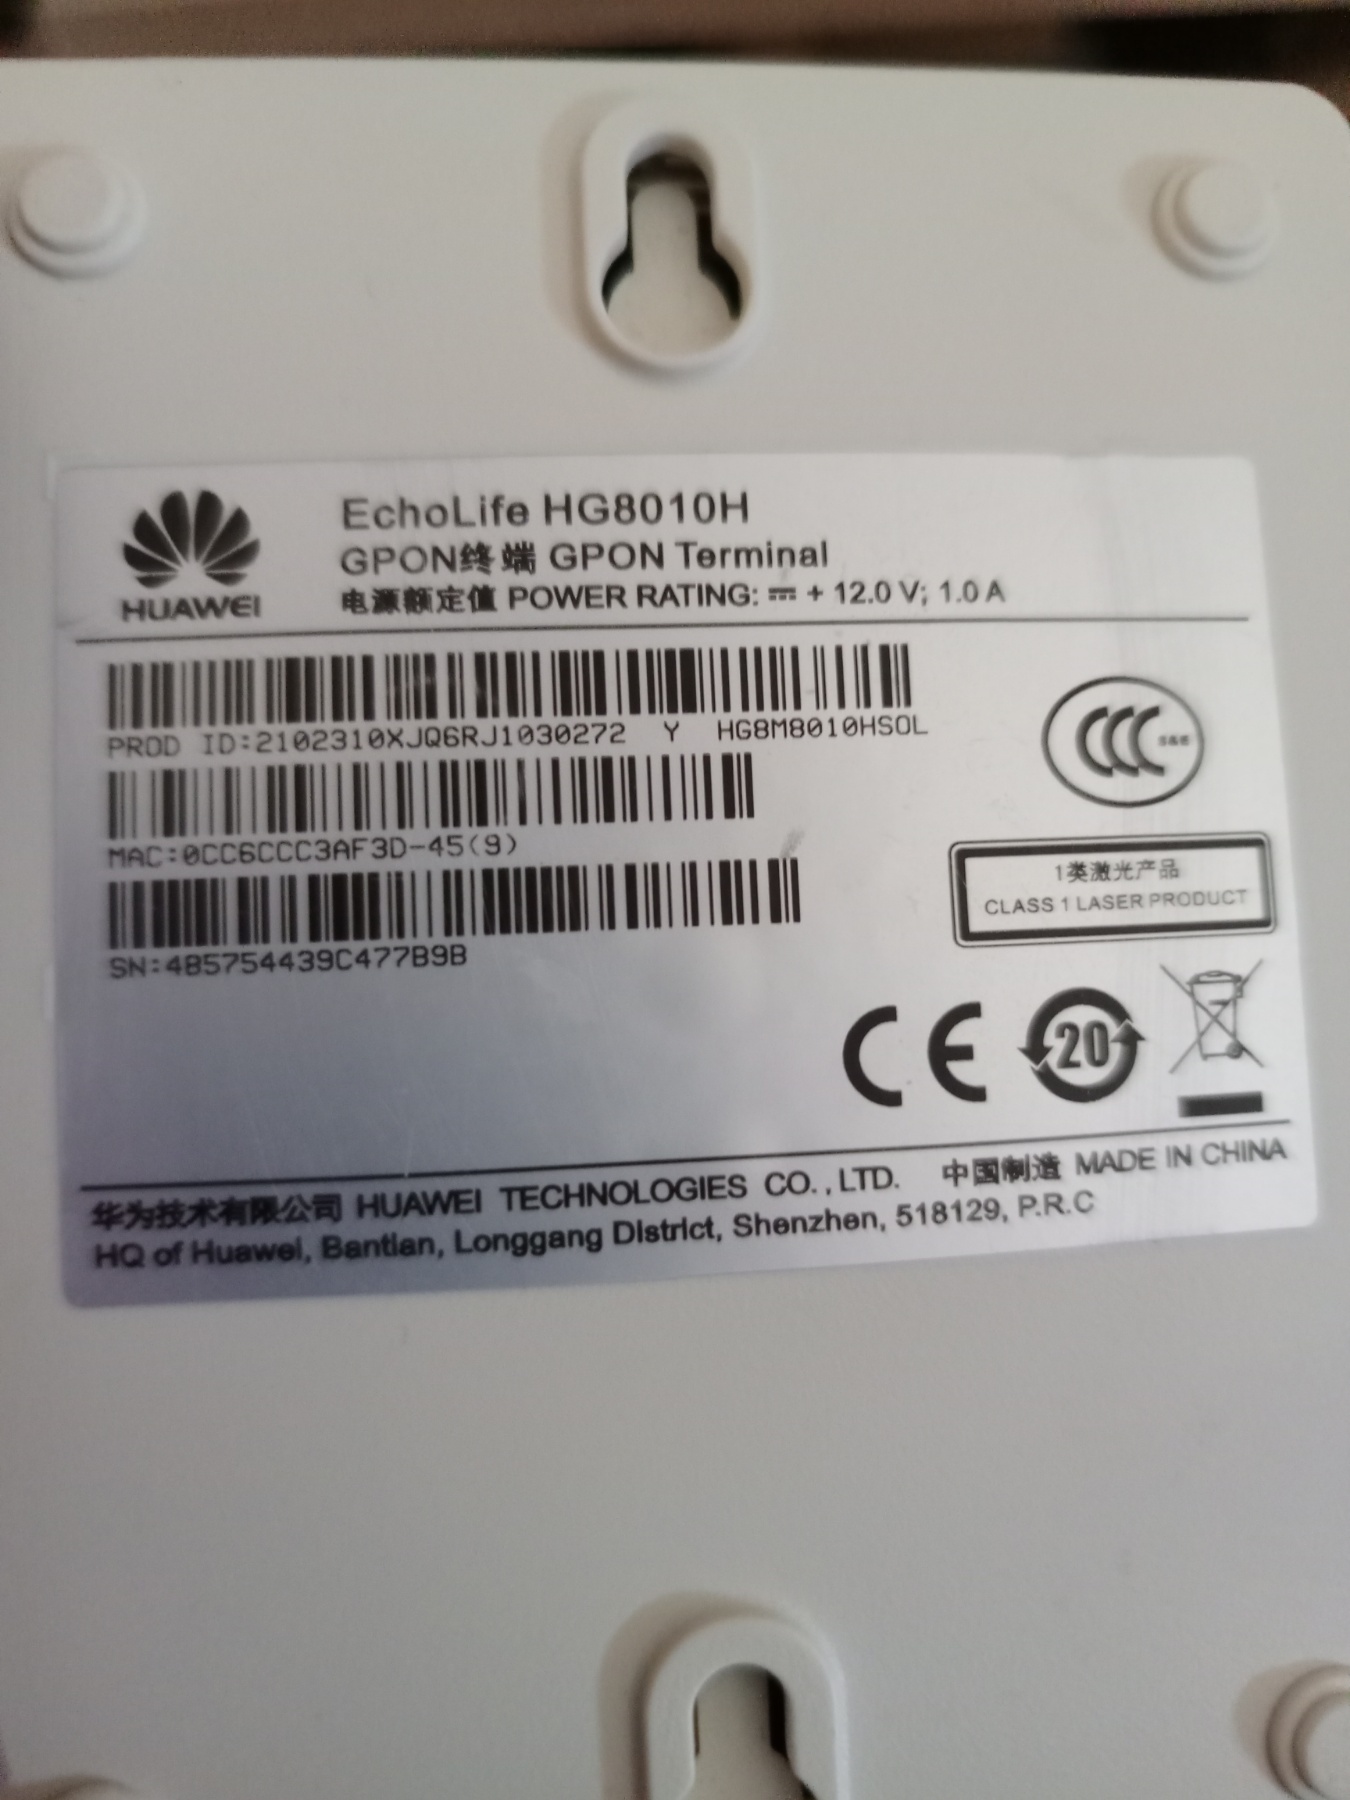 EchoLife HG8010H
GPON终端 GPON Terminal
HUAWEI
电源额定值 POWER RATING: ⎓ + 12.0 V; 1.0 A
PROD ID:2102310XJQ6RJ1030272 Y HG8M8010HSOL
MAC:0CC6CCC3AF3D-45(9)
SN:485754439C477B9B
CCC S&E
1类激光产品
CLASS 1 LASER PRODUCT
CE 20
华为技术有限公司 HUAWEI TECHNOLOGIES CO.,LTD. 中国制造 MADE IN CHINA
HQ of Huawei, Bantian, Longgang District, Shenzhen, 518129, P.R.C